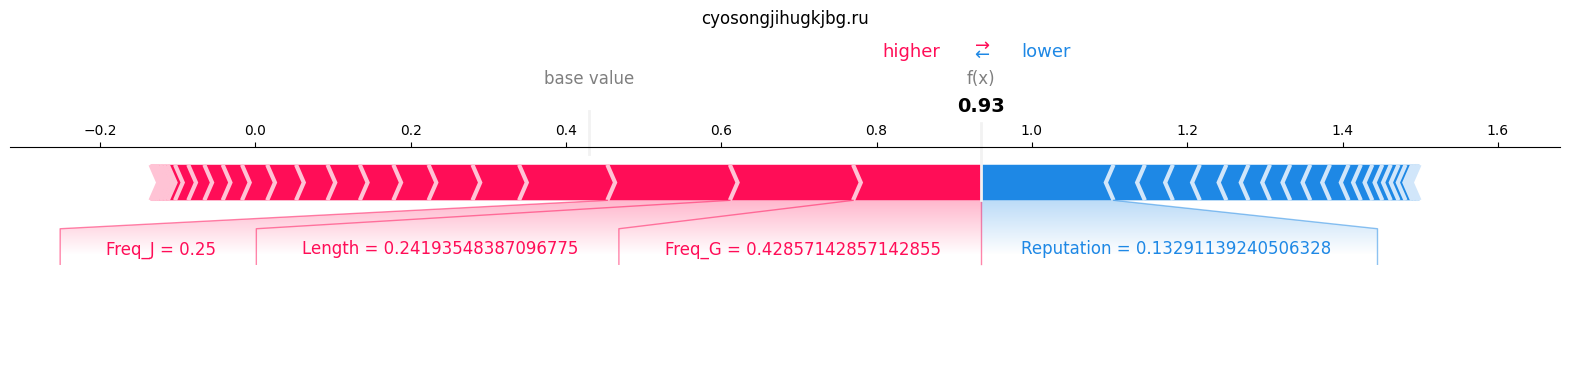 cyosongjihugkjbg.ru
higher ⇄ lower
base value f(x)
0.93
−0.2 0.0 0.2 0.4 0.6 0.8 1.0 1.2 1.4 1.6
Freq_J = 0.25 Length = 0.24193548387096775 Freq_G = 0.42857142857142855 Reputation = 0.13291139240506328